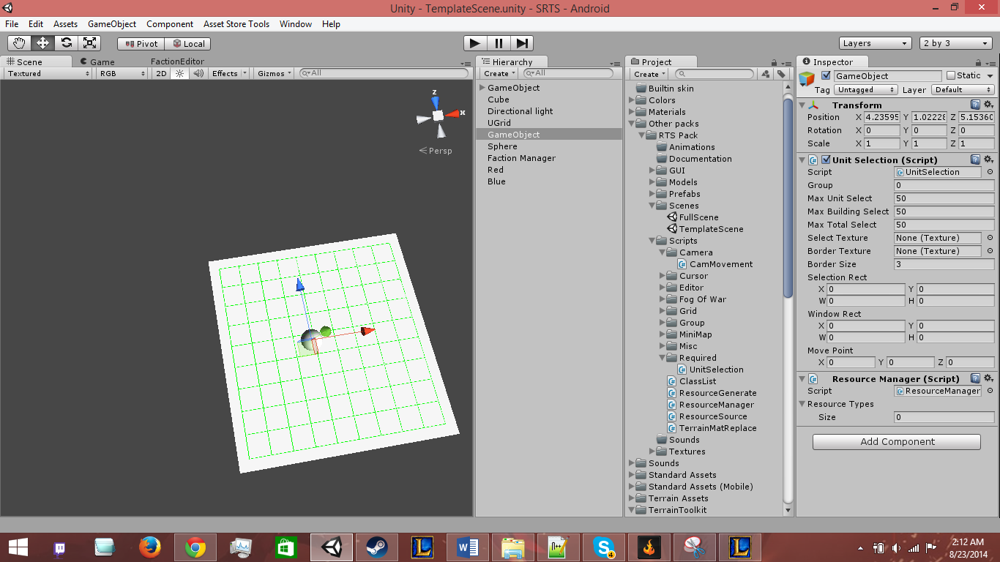 Unity - TemplateScene.unity - SRTS - Android
File Edit Assets GameObject Component Asset Store Tools Window Help
Pivot Local Layers 2 by 3
Scene Game FactionEditor
Textured RGB 2D Effects Gizmos All
z
x
Persp
Hierarchy
Create All
GameObject
Cube
Directional light
UGrid
GameObject
Sphere
Faction Manager
Red
Blue
Project
Create
Builtin skin
Colors
Materials
Other packs
RTS Pack
Animations
Documentation
GUI
Models
Prefabs
Scenes
FullScene
TemplateScene
Scripts
Camera
CamMovement
Cursor
Editor
Fog Of War
Grid
Group
MiniMap
Misc
Required
UnitSelection
ClassList
ResourceGenerate
ResourceManager
ResourceSource
TerrainMatReplace
Sounds
Textures
Sounds
Standard Assets
Standard Assets (Mobile)
Terrain Assets
TerrainToolkit
Inspector
GameObject Static
Tag Untagged Layer Default
Transform
Position X 4.23595 Y 1.02228 Z 5.15360
Rotation X 0 Y 0 Z 0
Scale X 1 Y 1 Z 1
Unit Selection (Script)
Script UnitSelection
Group 0
Max Unit Select 50
Max Building Select 50
Max Total Select 50
Select Texture None (Texture)
Border Texture None (Texture)
Border Size 3
Selection Rect
X 0 Y 0
W 0 H 0
Window Rect
X 0 Y 0
W 0 H 0
Move Point
X 0 Y 0 Z 0
Resource Manager (Script)
Script ResourceManager
Resource Types
Size 0
Add Component
4
2:12 AM
8/23/2014